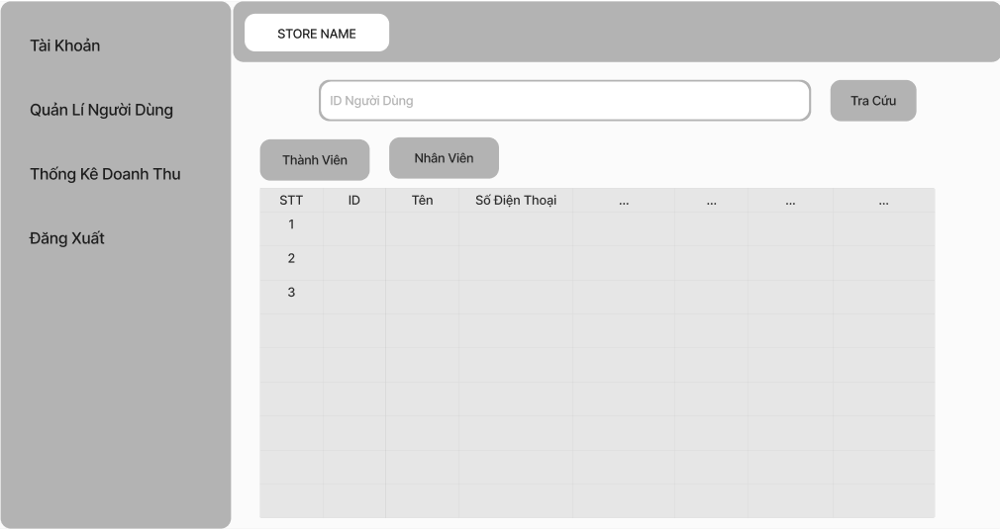 Tài Khoản
Quản Lí Người Dùng
Thống Kê Doanh Thu
Đăng Xuất
STORE NAME
ID Người Dùng
Tra Cứu
Thành Viên
Nhân Viên
STT ID Tên Số Điện Thoại ... ... ... ...
1
2
3